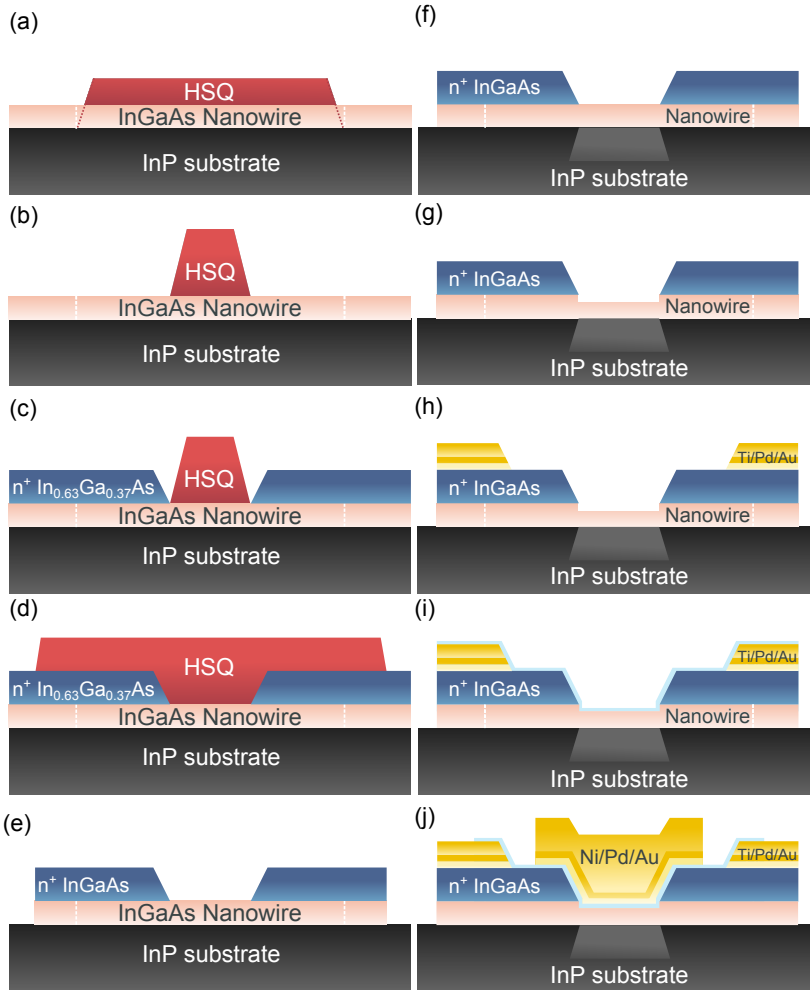 (a)
HSQ
InGaAs Nanowire
InP substrate
(b)
HSQ
InGaAs Nanowire
InP substrate
(c)
HSQ
n⁺ In₀.₆₃Ga₀.₃₇As
InGaAs Nanowire
InP substrate
(d)
HSQ
n⁺ In₀.₆₃Ga₀.₃₇As
InGaAs Nanowire
InP substrate
(e)
n⁺ InGaAs
InGaAs Nanowire
InP substrate
(f)
n⁺ InGaAs
Nanowire
InP substrate
(g)
n⁺ InGaAs
Nanowire
InP substrate
(h)
Ti/Pd/Au
n⁺ InGaAs
Nanowire
InP substrate
(i)
Ti/Pd/Au
n⁺ InGaAs
Nanowire
InP substrate
(j)
Ni/Pd/Au
Ti/Pd/Au
n⁺ InGaAs
InP substrate